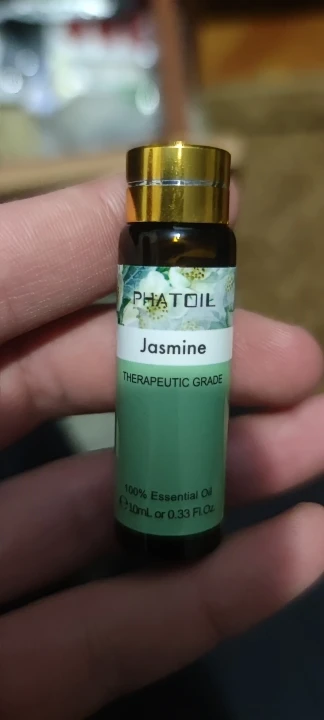 PHATOIL
Jasmine
THERAPEUTIC GRADE
100% Essential Oil
℮ 10mL or 0.33 Fl.Oz.